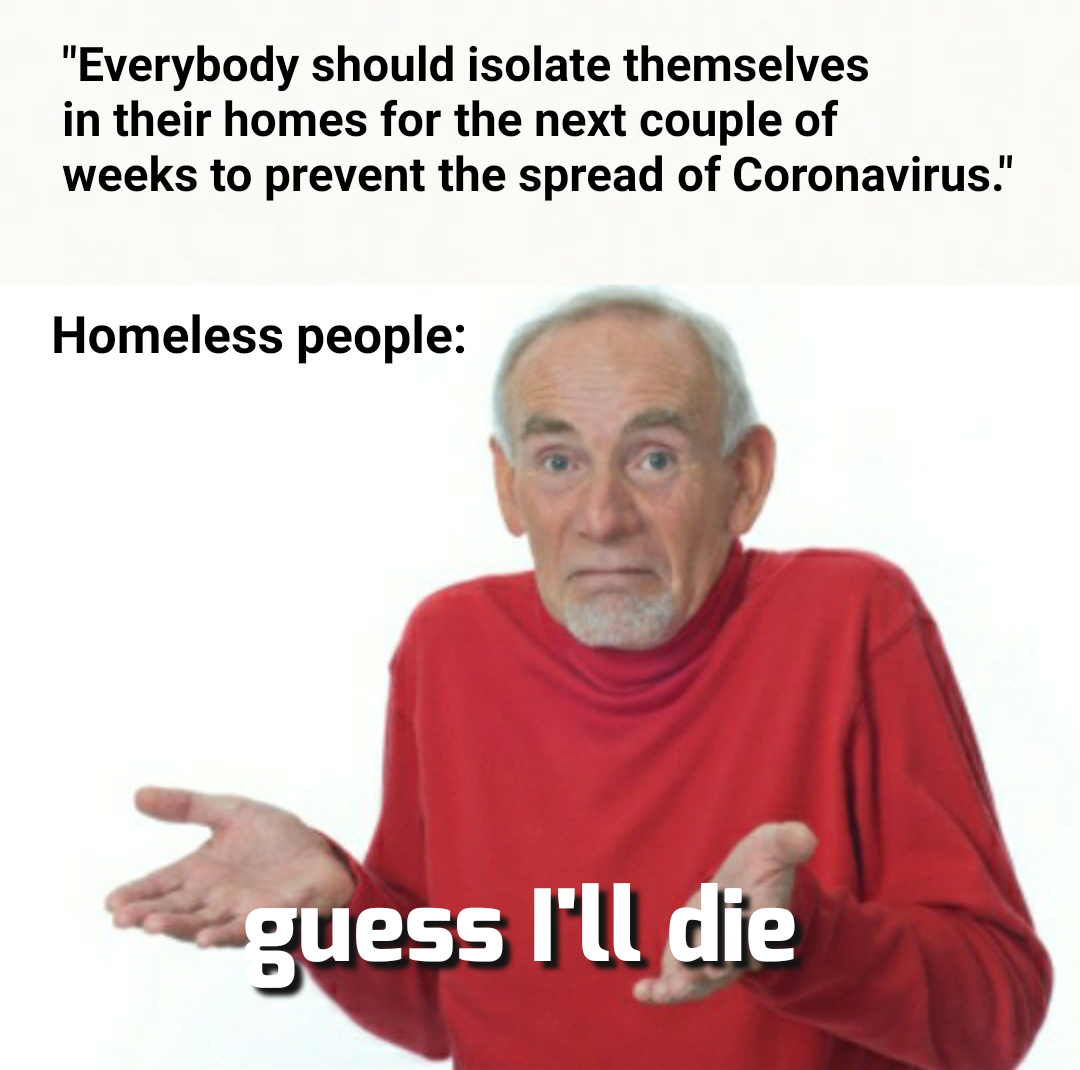 "Everybody should isolate themselves
in their homes for the next couple of
weeks to prevent the spread of Coronavirus."
Homeless people:
guess I'll die